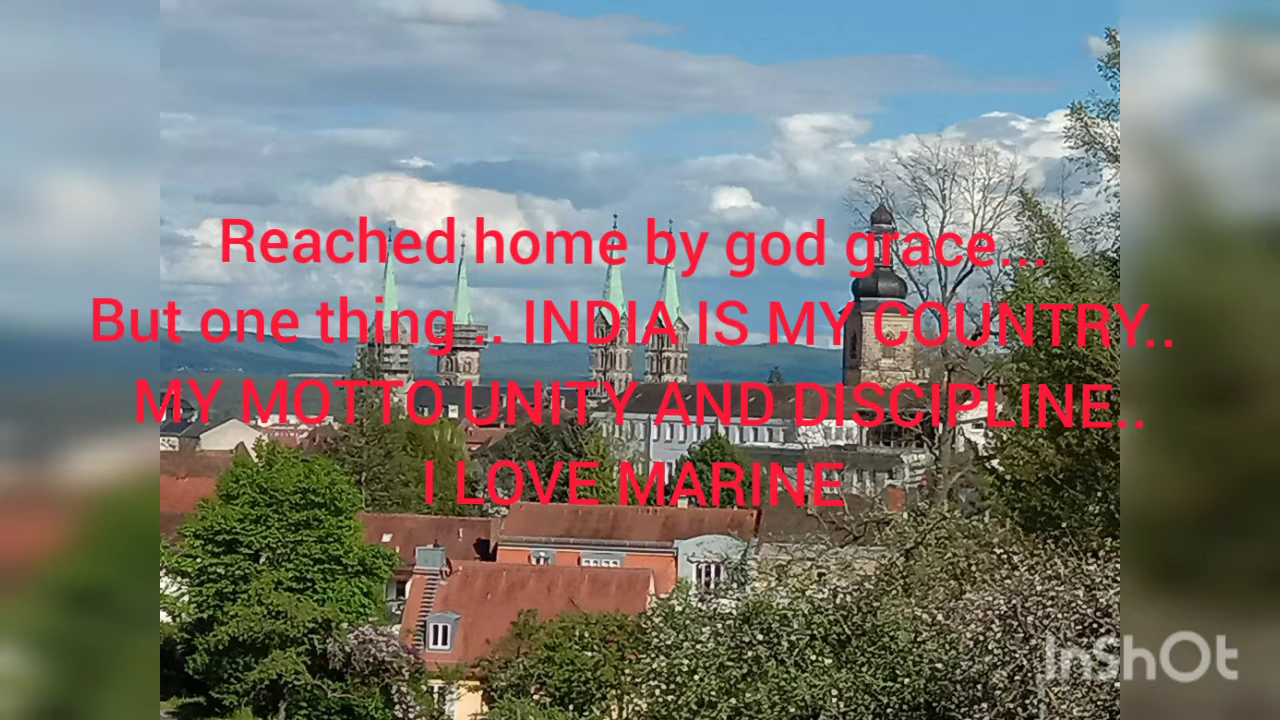 Reached home by god grace...
But one thing... INDIA IS MY COUNTRY..
MY MOTTO UNITY AND DISCIPLINE..
I LOVE MARINE
InShOt